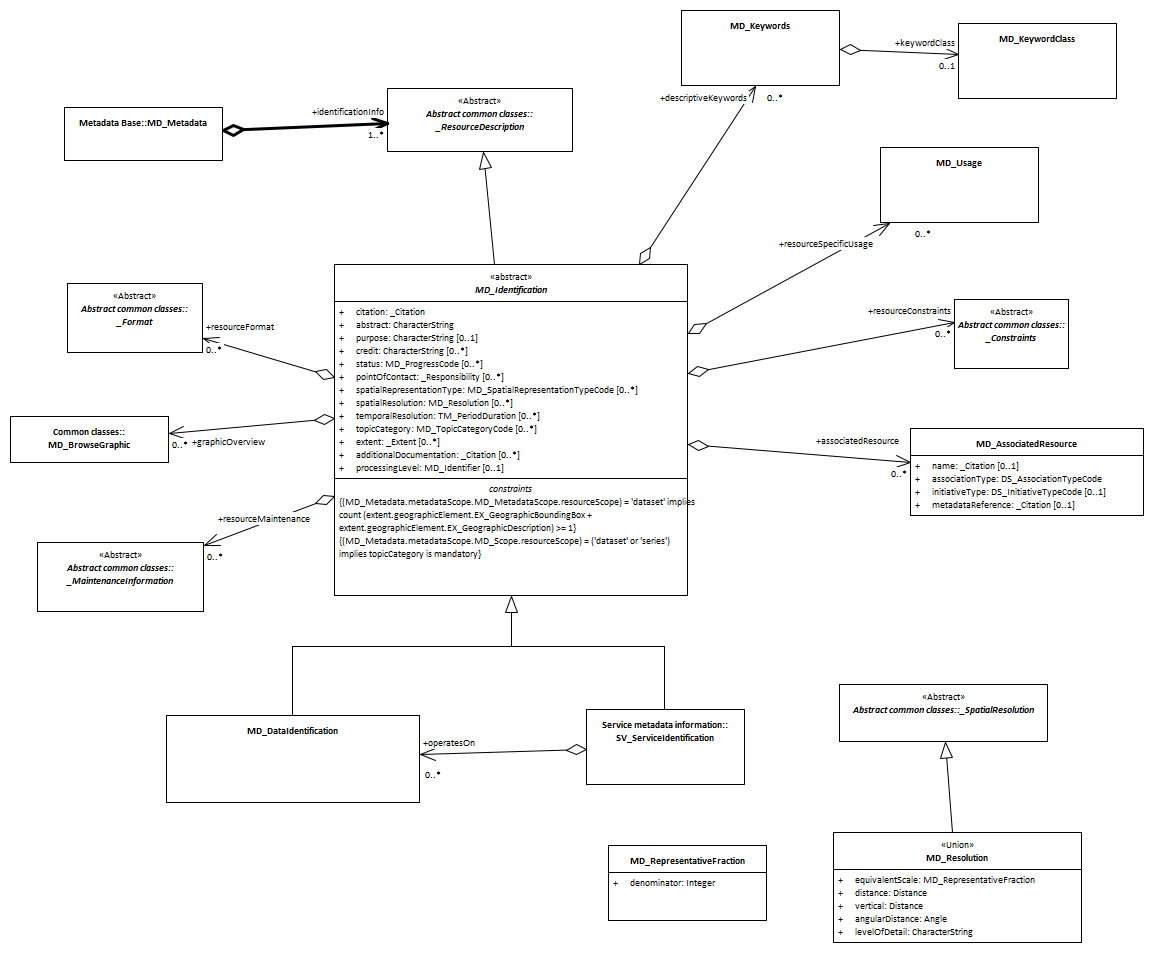 MD_Keywords
+keywordClass
0..1
MD_KeywordClass
+descriptiveKeywords
0..*
Metadata Base::MD_Metadata
+identificationInfo
1..*
«Abstract»
Abstract common classes::
_ResourceDescription
MD_Usage
+resourceSpecificUsage
0..*
«abstract»
MD_Identification
+ citation: _Citation
+ abstract: CharacterString
+ purpose: CharacterString [0..1]
+ credit: CharacterString [0..*]
+ status: MD_ProgressCode [0..*]
+ pointOfContact: _Responsibility [0..*]
+ spatialRepresentationType: MD_SpatialRepresentationTypeCode [0..*]
+ spatialResolution: MD_Resolution [0..*]
+ temporalResolution: TM_PeriodDuration [0..*]
+ topicCategory: MD_TopicCategoryCode [0..*]
+ extent: _Extent [0..*]
+ additionalDocumentation: _Citation [0..*]
+ processingLevel: MD_Identifier [0..1]
constraints
{(MD_Metadata.metadataScope.MD_MetadataScope.resourceScope) = 'dataset' implies
count (extent.geographicElement.EX_GeographicBoundingBox +
extent.geographicElement.EX_GeographicDescription) >= 1}
{(MD_Metadata.metadataScope.MD_Scope.resourceScope) = ('dataset' or 'series')
implies topicCategory is mandatory}
«Abstract»
Abstract common classes::
_Format
+resourceFormat
0..*
+resourceConstraints
0..*
«Abstract»
Abstract common classes::
_Constraints
Common classes::
MD_BrowseGraphic
0..*
+graphicOverview
+associatedResource
0..*
MD_AssociatedResource
+ name: _Citation [0..1]
+ associationType: DS_AssociationTypeCode
+ initiativeType: DS_InitiativeTypeCode [0..1]
+ metadataReference: _Citation [0..1]
+resourceMaintenance
0..*
«Abstract»
Abstract common classes::
_MaintenanceInformation
MD_DataIdentification
+operatesOn
0..*
Service metadata information::
SV_ServiceIdentification
«Abstract»
Abstract common classes::_SpatialResolution
MD_RepresentativeFraction
+ denominator: Integer
«Union»
MD_Resolution
+ equivalentScale: MD_RepresentativeFraction
+ distance: Distance
+ vertical: Distance
+ angularDistance: Angle
+ levelOfDetail: CharacterString